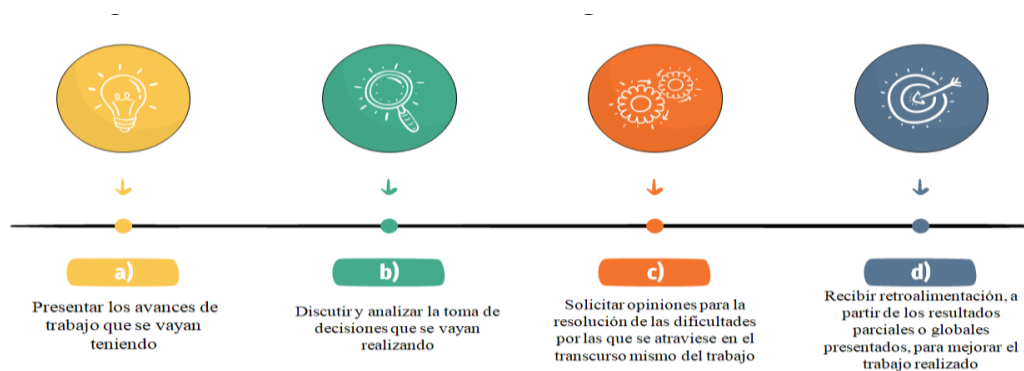 a)
Presentar los avances de
trabajo que se vayan
teniendo
b)
Discutir y analizar la toma de
decisiones que se vayan
realizando
c)
Solicitar opiniones para la
resolución de las dificultades
por las que se atraviese en el
transcurso mismo del trabajo
d)
Recibir retroalimentación, a
partir de los resultados
parciales o globales
presentados, para mejorar el
trabajo realizado